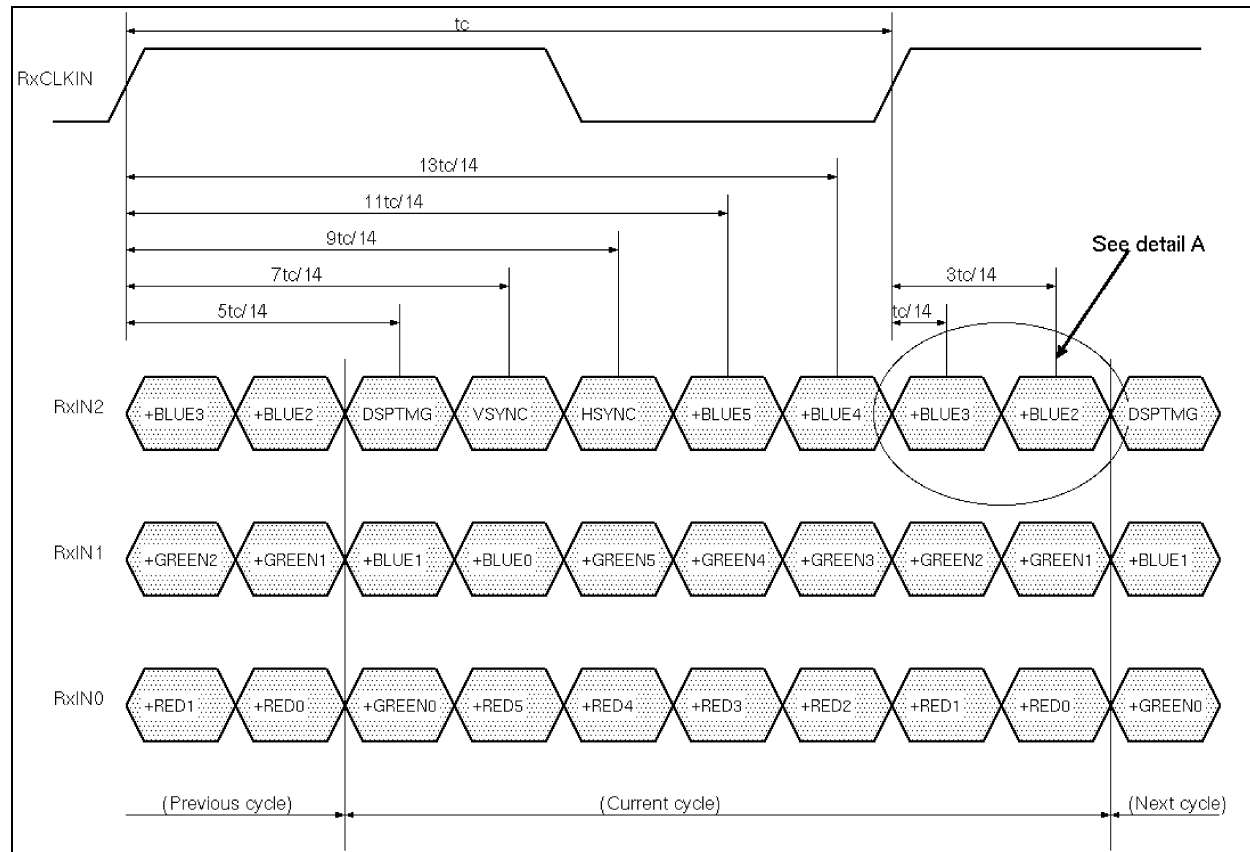 tc
RxCLKIN
13tc/14
11tc/14
9tc/14
See detail A
7tc/14
3tc/14
5tc/14
tc/14
RxIN2 +BLUE3 +BLUE2 DSPTMG VSYNC HSYNC +BLUE5 +BLUE4 +BLUE3 +BLUE2 DSPTMG
RxIN1 +GREEN2 +GREEN1 +BLUE1 +BLUE0 +GREEN5 +GREEN4 +GREEN3 +GREEN2 +GREEN1 +BLUE1
RxIN0 +RED1 +RED0 +GREEN0 +RED5 +RED4 +RED3 +RED2 +RED1 +RED0 +GREEN0
(Previous cycle) (Current cycle) (Next cycle)